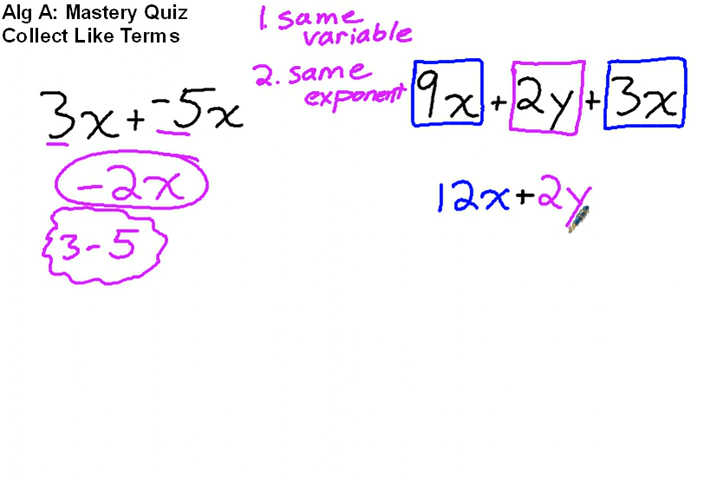 Alg A: Mastery Quiz
Collect Like Terms
1. same
variable
2. same
exponent
3x + -5x
-2x
3 - 5
9x + 2y + 3x
12x + 2y